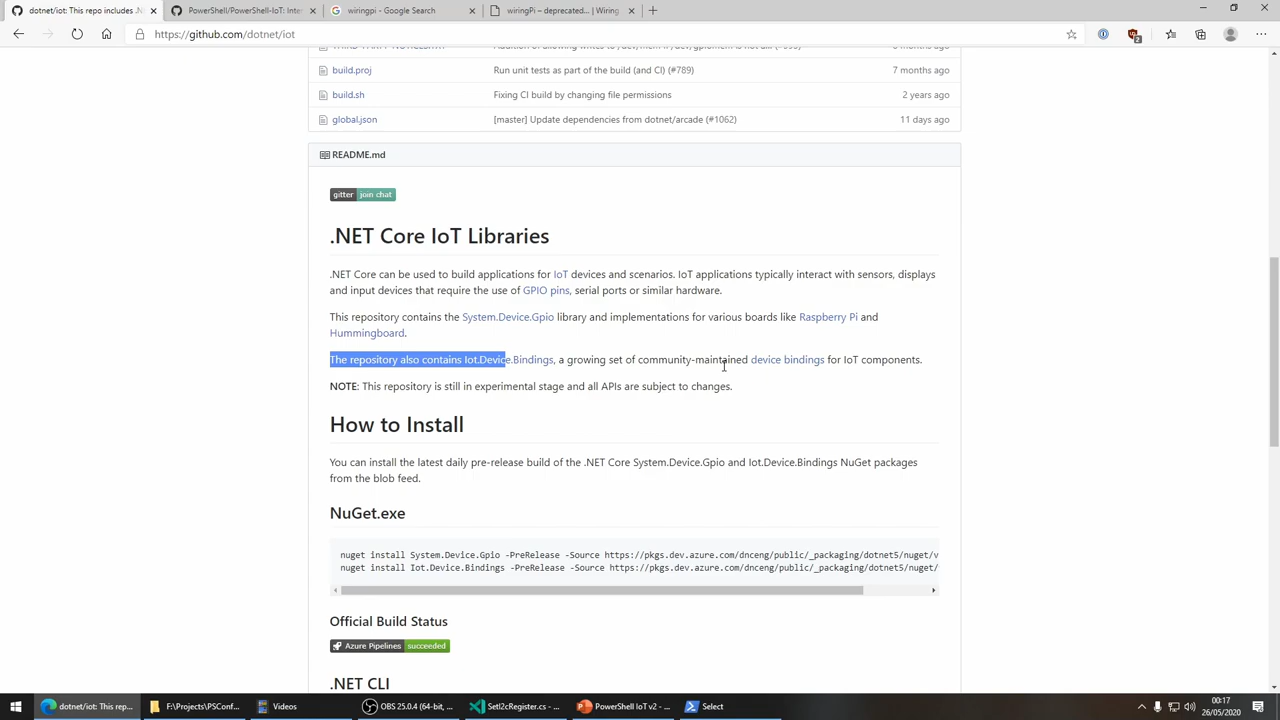 dotnet/iot: This repo includes .N
PowerShell/PowerShell-IoT: Inter
wiringpi - Google Search
wiringPi – deprecated... | Wiring
https://github.com/dotnet/iot
2
build.proj Run unit tests as part of the build (and CI) (#789) 7 months ago
build.sh Fixing CI build by changing file permissions 2 years ago
global.json [master] Update dependencies from dotnet/arcade (#1062) 11 days ago
README.md
gitter join chat
.NET Core IoT Libraries
.NET Core can be used to build applications for IoT devices and scenarios. IoT applications typically interact with sensors, displays
and input devices that require the use of GPIO pins, serial ports or similar hardware.
This repository contains the System.Device.Gpio library and implementations for various boards like Raspberry Pi and
Hummingboard.
The repository also contains Iot.Device.Bindings, a growing set of community-maintained device bindings for IoT components.
NOTE: This repository is still in experimental stage and all APIs are subject to changes.
How to Install
You can install the latest daily pre-release build of the .NET Core System.Device.Gpio and Iot.Device.Bindings NuGet packages
from the blob feed.
NuGet.exe
nuget install System.Device.Gpio -PreRelease -Source https://pkgs.dev.azure.com/dnceng/public/_packaging/dotnet5/nuget/v
nuget install Iot.Device.Bindings -PreRelease -Source https://pkgs.dev.azure.com/dnceng/public/_packaging/dotnet5/nuget/
Official Build Status
Azure Pipelines succeeded
.NET CLI
dotnet/iot: This rep...
F:\Projects\PSConf...
Videos
OBS 25.0.4 (64-bit, ...
SetI2cRegister.cs - ...
PowerShell IoT v2 - ...
Select
00:17
26/05/2020